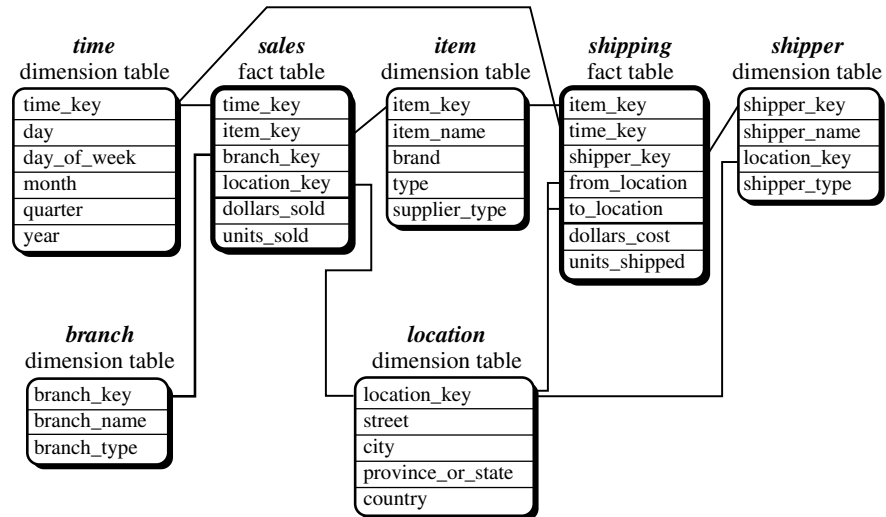 time
dimension table
time_key
day
day_of_week
month
quarter
year
sales
fact table
time_key
item_key
branch_key
location_key
dollars_sold
units_sold
item
dimension table
item_key
item_name
brand
type
supplier_type
shipping
fact table
item_key
time_key
shipper_key
from_location
to_location
dollars_cost
units_shipped
shipper
dimension table
shipper_key
shipper_name
location_key
shipper_type
branch
dimension table
branch_key
branch_name
branch_type
location
dimension table
location_key
street
city
province_or_state
country